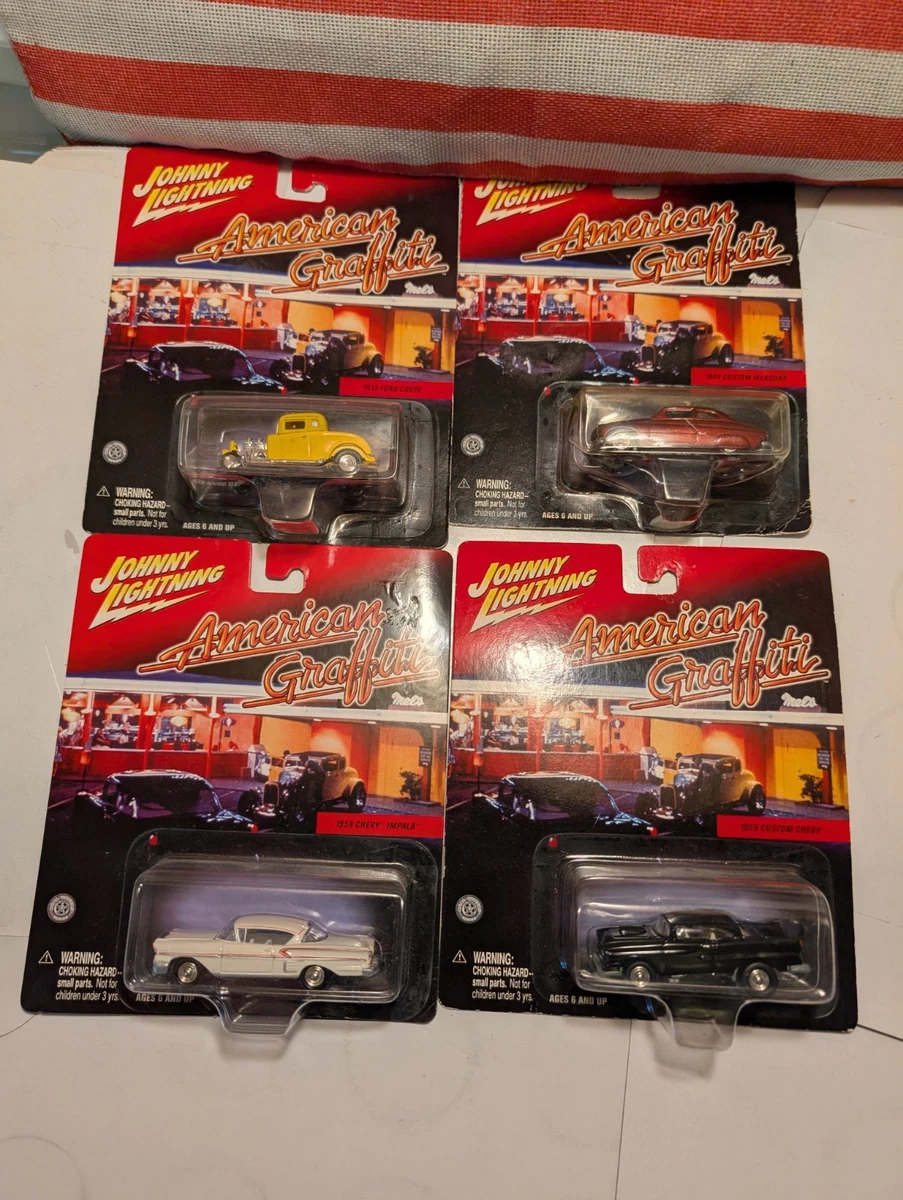 JOHNNY
LIGHTNING
American
Graffiti
Mel's
1932 FORD COUPE
WARNING:
CHOKING HAZARD–
small parts. Not for
children under 3 yrs.
AGES 6 AND UP
JOHNNY
LIGHTNING
American
Graffiti
Mel's
1949 CUSTOM MERCURY
WARNING:
CHOKING HAZARD–
small parts. Not for
children under 3 yrs.
AGES 6 AND UP
JOHNNY
LIGHTNING
American
Graffiti
Mel's
1958 CHEVY IMPALA
WARNING:
CHOKING HAZARD–
small parts. Not for
children under 3 yrs.
AGES 6 AND UP
JOHNNY
LIGHTNING
American
Graffiti
Mel's
1955 CUSTOM CHEVY
WARNING:
CHOKING HAZARD–
small parts. Not for
children under 3 yrs.
AGES 6 AND UP